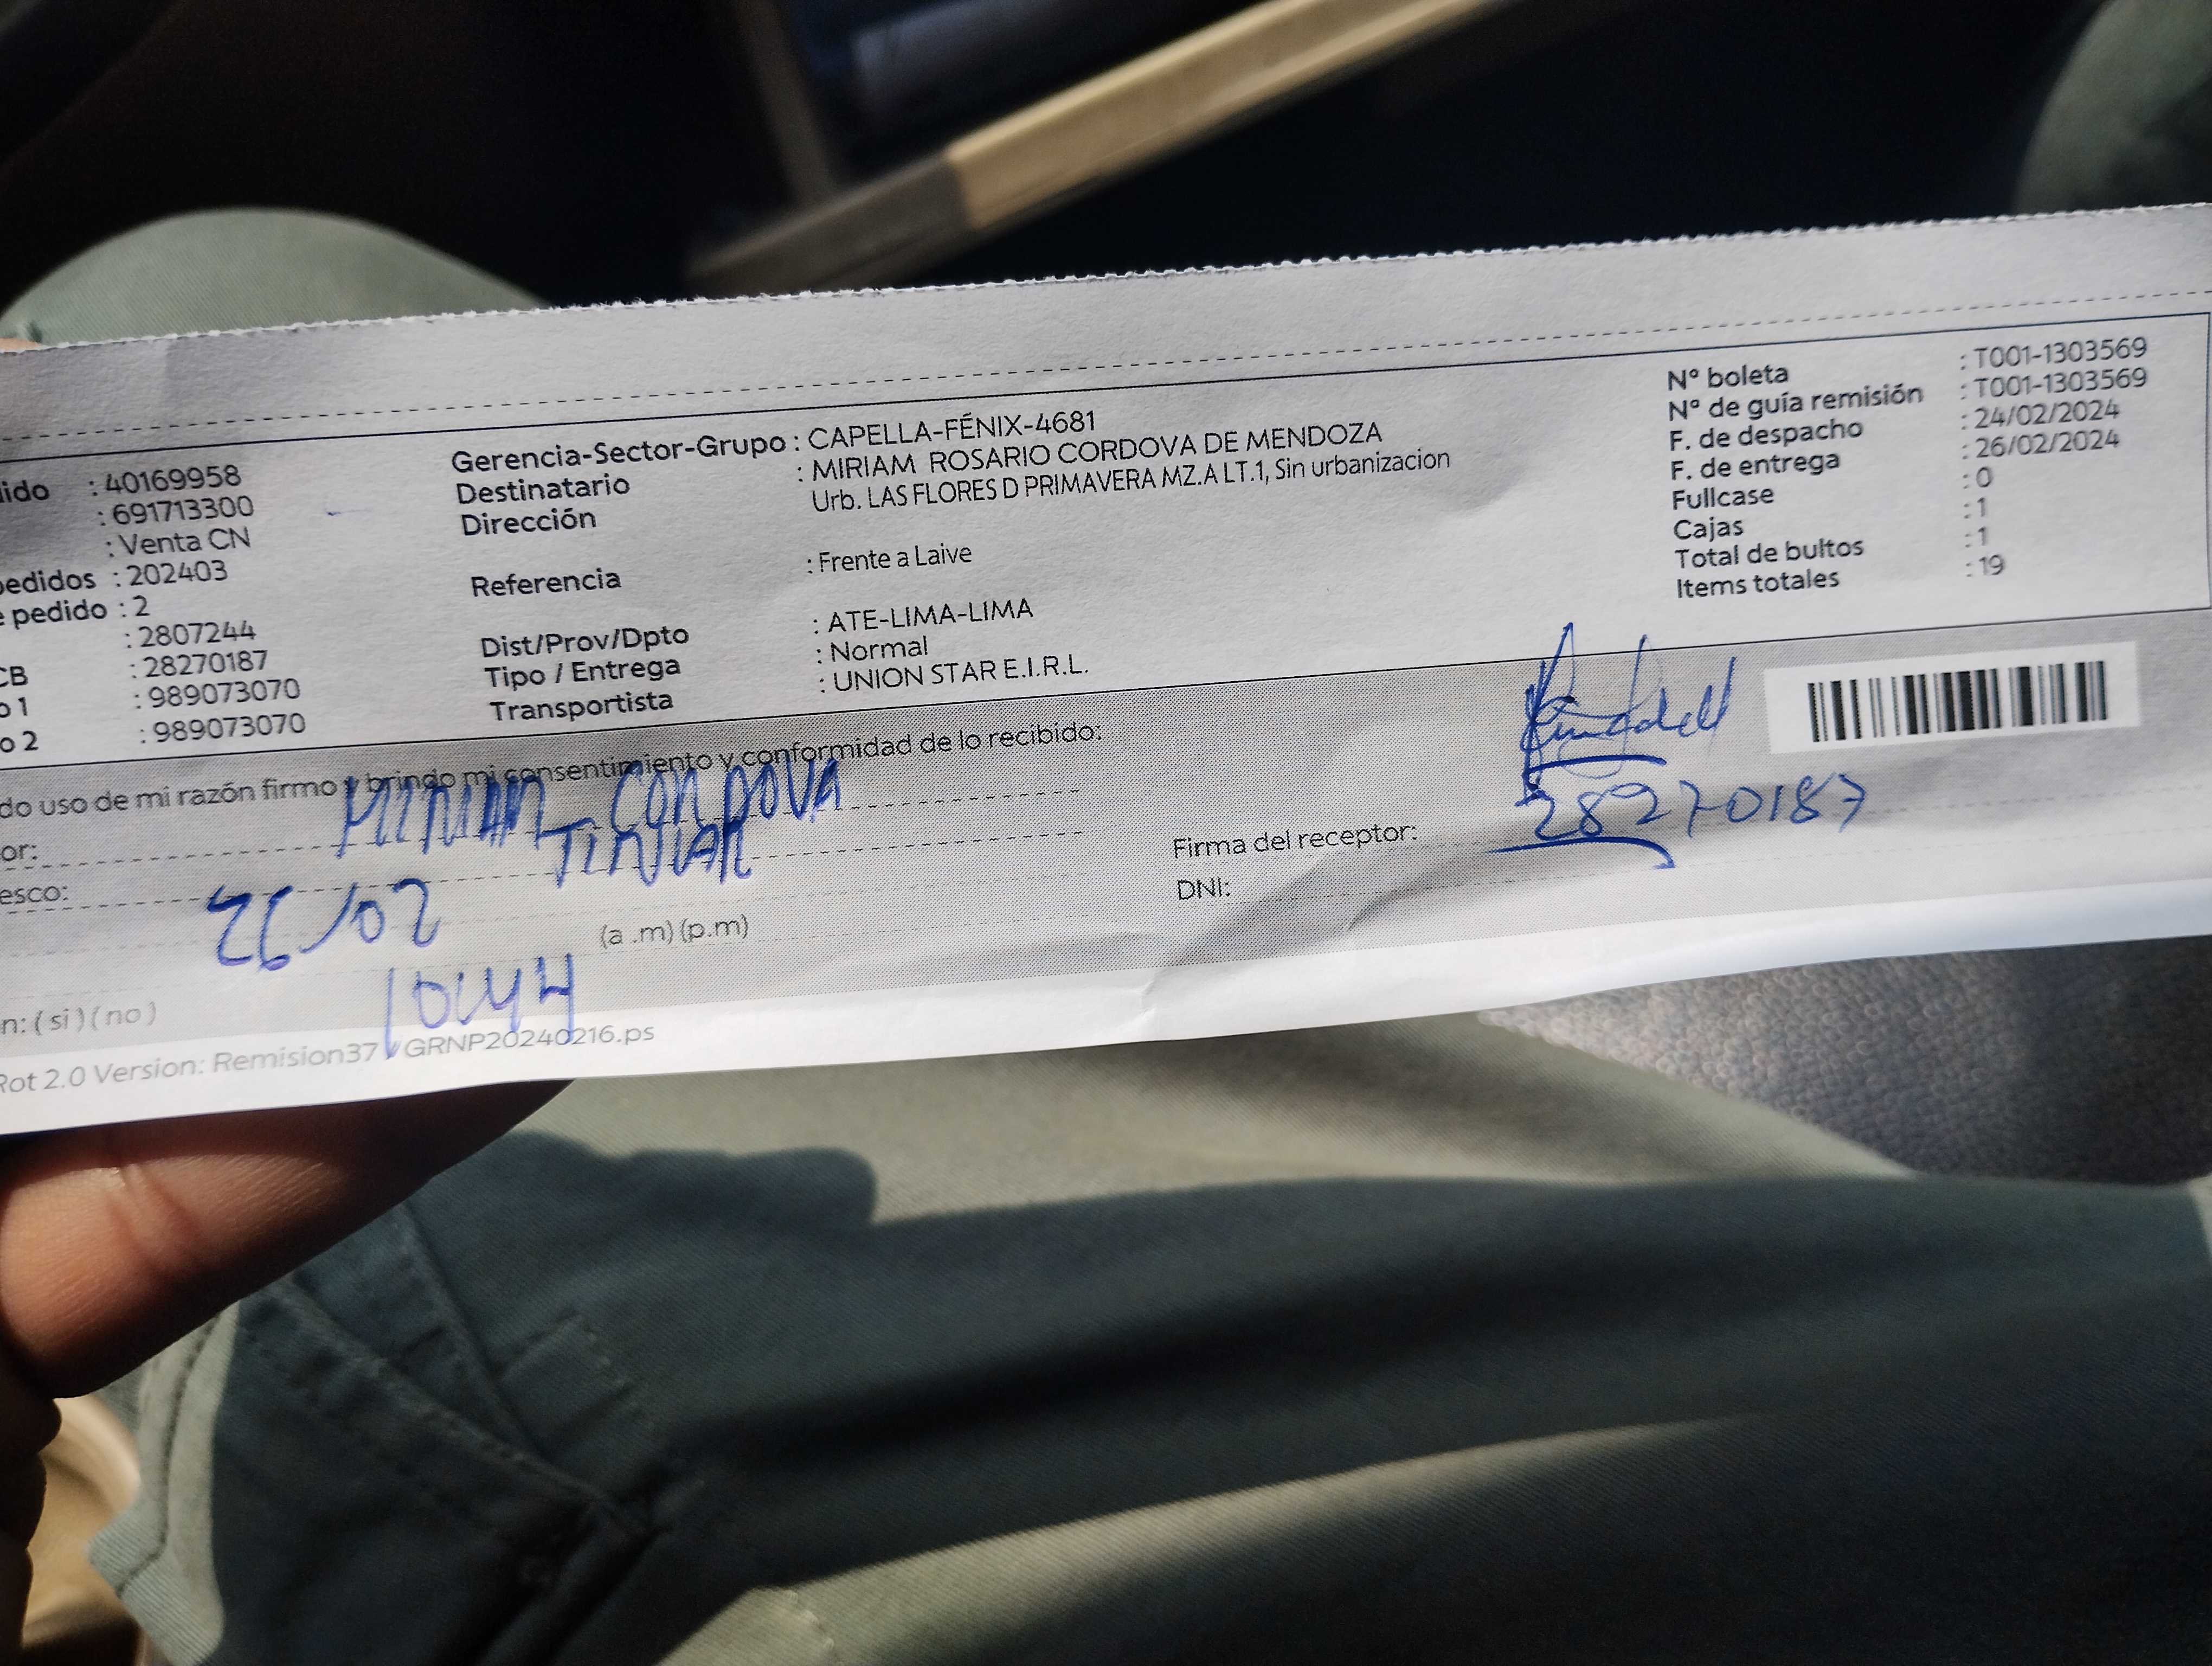 ido : 40169958
: 691713300
: Venta CN
pedidos : 202403
e pedido : 2
: 2807244
CB : 28270187
o 1 : 989073070
o 2 : 989073070
Gerencia-Sector-Grupo : CAPELLA-FÉNIX-4681
Destinatario : MIRIAM ROSARIO CORDOVA DE MENDOZA
Dirección Urb. LAS FLORES D PRIMAVERA MZ.A LT.1, Sin urbanizacion
Referencia : Frente a Laive
Dist/Prov/Dpto : ATE-LIMA-LIMA
Tipo / Entrega : Normal
Transportista : UNION STAR E.I.R.L.
Nº boleta : T001-1303569
Nº de guía remisión : T001-1303569
F. de despacho : 24/02/2024
F. de entrega : 26/02/2024
Fullcase : 0
Cajas : 1
Total de bultos : 1
Items totales : 19
do uso de mi razón firmo y brindo mi consentimiento y conformidad de lo recibido:
or: MIRIAM CORDOVA
esco: TITULAR
26/02
(a .m) (p.m)
10:44
n: ( si ) ( no )
Firma del receptor:
DNI: 28270187
Rot 2.0 Version: Remision37 GRNP20240216.ps